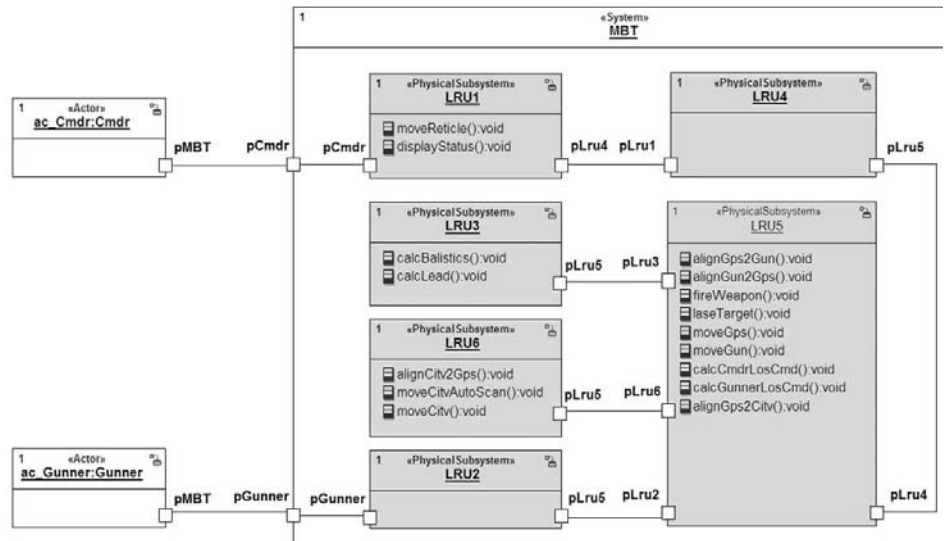 1
«System»
MBT
1
«Actor»
ac_Cmdr:Cmdr
pMBT
pCmdr
pCmdr
1
«PhysicalSubsystem»
LRU1
moveReticle():void
displayStatus():void
pLru4
pLru1
1
«PhysicalSubsystem»
LRU4
pLru5
1
«PhysicalSubsystem»
LRU3
calcBalistics():void
calcLead():void
pLru5
pLru3
1
«PhysicalSubsystem»
LRU5
alignGps2Gun():void
alignGun2Gps():void
fireWeapon():void
laseTarget():void
moveGps():void
moveGun():void
calcCmdrLosCmd():void
calcGunnerLosCmd():void
alignGps2Citv():void
1
«PhysicalSubsystem»
LRU6
alignCitv2Gps():void
moveCitvAutoScan():void
moveCitv():void
pLru5
pLru6
1
«Actor»
ac_Gunner:Gunner
pMBT
pGunner
pGunner
1
«PhysicalSubsystem»
LRU2
pLru5
pLru2
pLru4